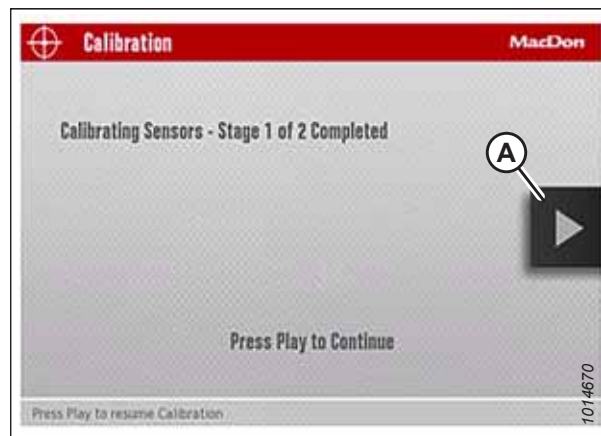 Calibration
MacDon
Calibrating Sensors - Stage 1 of 2 Completed
A
Press Play to Continue
Press Play to resume Calibration
1014670